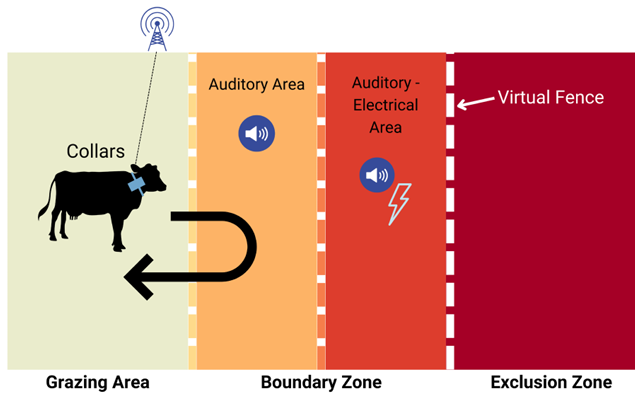 Auditory Area
Auditory -
Electrical
Area
Virtual Fence
Collars
Grazing Area
Boundary Zone
Exclusion Zone